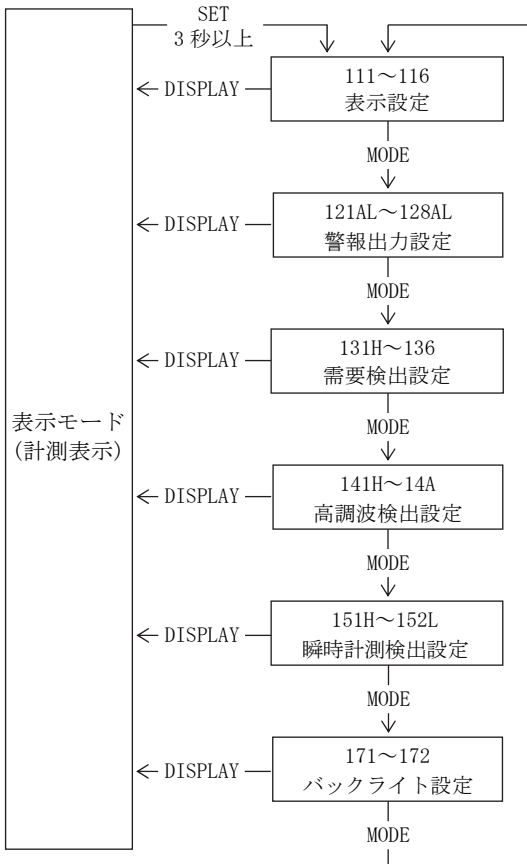 SET
3秒以上
111～116
表示設定
DISPLAY
MODE
121AL～128AL
警報出力設定
DISPLAY
MODE
131H～136
需要検出設定
DISPLAY
MODE
表示モード
(計測表示)
141H～14A
高調波検出設定
DISPLAY
MODE
151H～152L
瞬時計測検出設定
DISPLAY
MODE
171～172
バックライト設定
DISPLAY
MODE